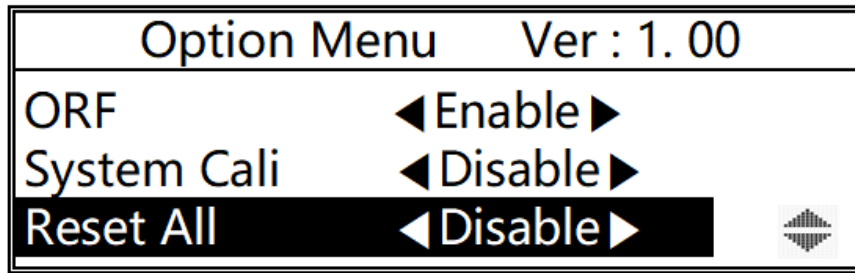 Option Menu Ver : 1. 00
ORF ◀Enable▶
System Cali ◀Disable▶
Reset All ◀Disable▶